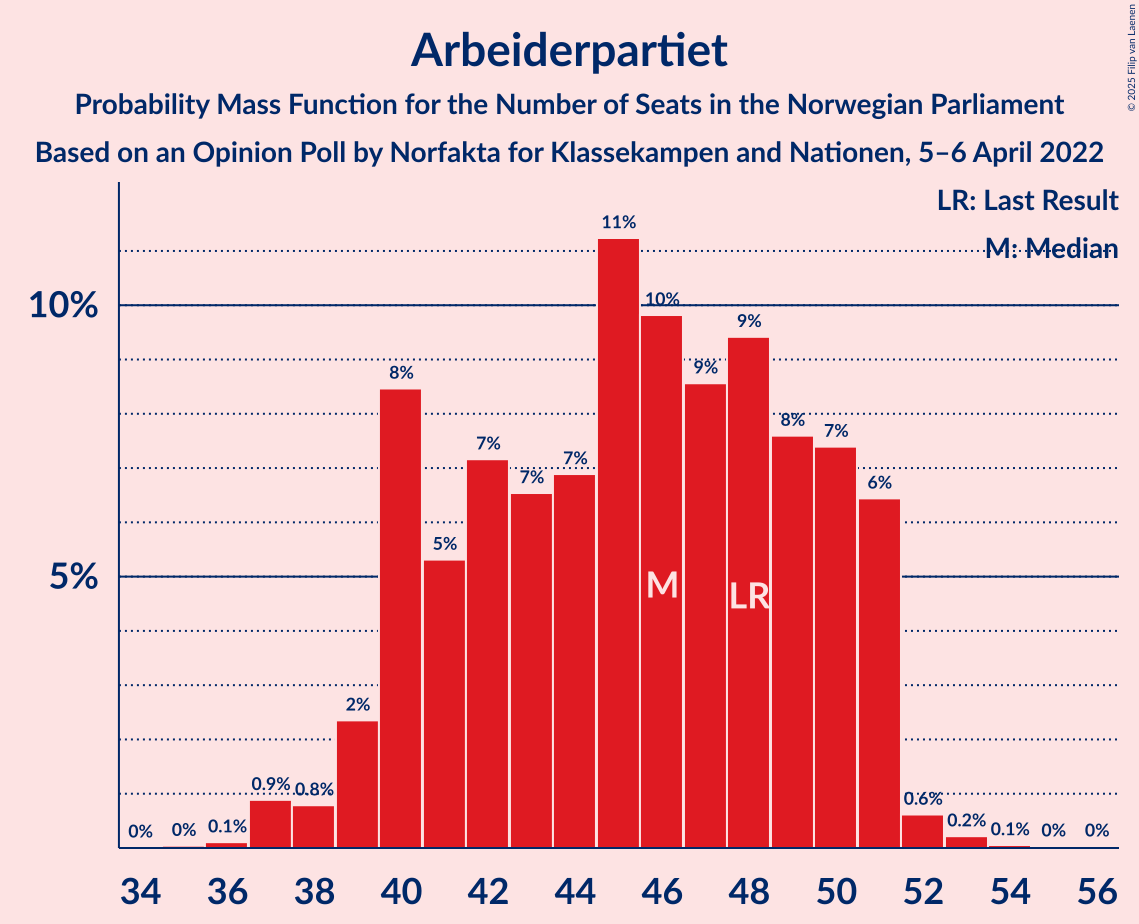 Arbeiderpartiet
Probability Mass Function for the Number of Seats in the Norwegian Parliament
Based on an Opinion Poll by Norfakta for Klassekampen and Nationen, 5–6 April 2022
© 2025 Filip van Laenen
LR: Last Result
M: Median
10%
5%
0%
0%
0.1%
0.9%
0.8%
2%
8%
5%
7%
7%
7%
11%
10%
9%
9%
8%
7%
6%
0.6%
0.2%
0.1%
0%
0%
M
LR
34 36 38 40 42 44 46 48 50 52 54 56